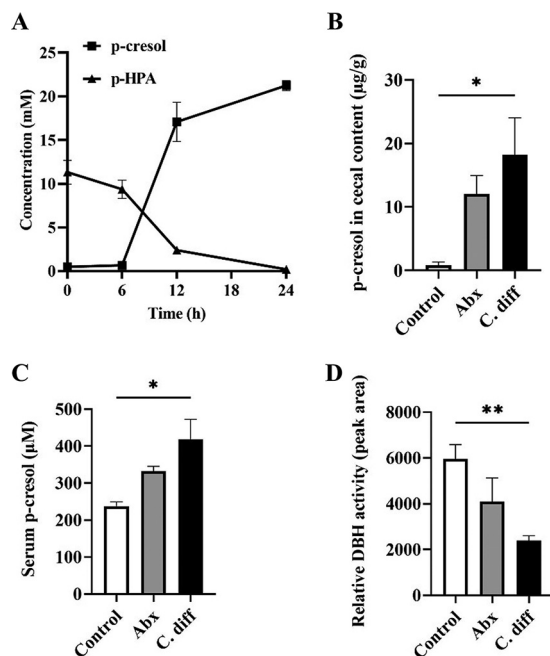 A
p-cresol
p-HPA
Concentration (mM)
25
20
15
10
5
0
0
6
12
18
24
Time (h)
B
*
p-cresol in cecal content (μg/g)
30
20
10
0
Control
Abx
C. diff
C
*
Serum p-cresol (μM)
500
400
300
200
100
0
Control
Abx
C. diff
D
**
Relative DBH activity (peak area)
8000
6000
4000
2000
0
Control
Abx
C. diff